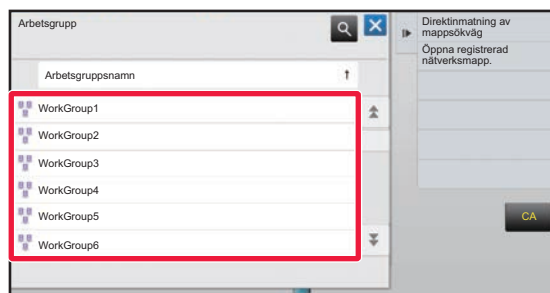 Arbetsgrupp
Arbetsgruppsnamn
WorkGroup1
WorkGroup2
WorkGroup3
WorkGroup4
WorkGroup5
WorkGroup6
Direktinmatning av
mappsökväg
Öppna registrerad
nätverksmapp.
CA